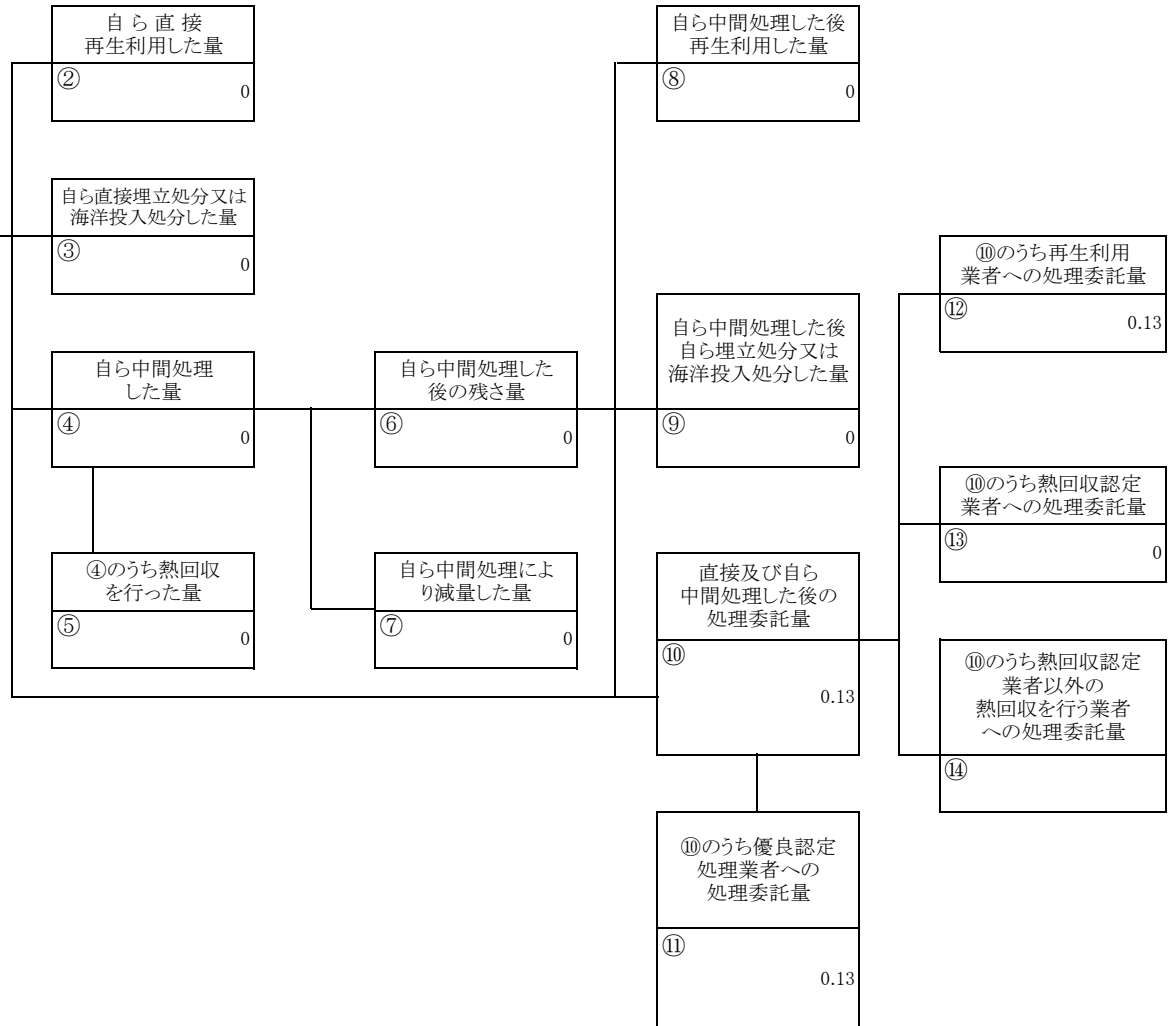 自 ら 直 接
再生利用した量
②
0
自ら直接埋立処分又は
海洋投入処分した量
③
0
自ら中間処理
した量
④
0
④のうち熱回収
を行った量
⑤
0
自ら中間処理した
後の残さ量
⑥
0
自ら中間処理によ
り減量した量
⑦
0
自ら中間処理した後
再生利用した量
⑧
0
自ら中間処理した後
自ら埋立処分又は
海洋投入処分した量
⑨
0
直接及び自ら
中間処理した後の
処理委託量
⑩
0.13
⑩のうち優良認定
処理業者への
処理委託量
⑪
0.13
⑩のうち再生利用
業者への処理委託量
⑫
0.13
⑩のうち熱回収認定
業者への処理委託量
⑬
0
⑩のうち熱回収認定
業者以外の
熱回収を行う業者
への処理委託量
⑭